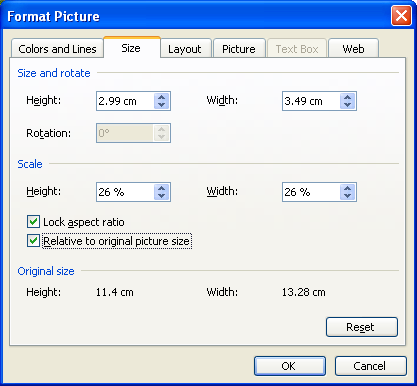 Format Picture
Colors and Lines Size Layout Picture Text Box Web
Size and rotate
Height: 2.99 cm Width: 3.49 cm
Rotation: 0°
Scale
Height: 26 % Width: 26 %
Lock aspect ratio
Relative to original picture size
Original size
Height: 11.4 cm Width: 13.28 cm
Reset
OK Cancel